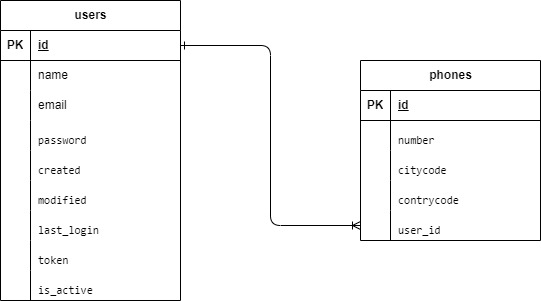 users
PK id
name
email
password
created
modified
last_login
token
is_active
phones
PK id
number
citycode
contrycode
user_id